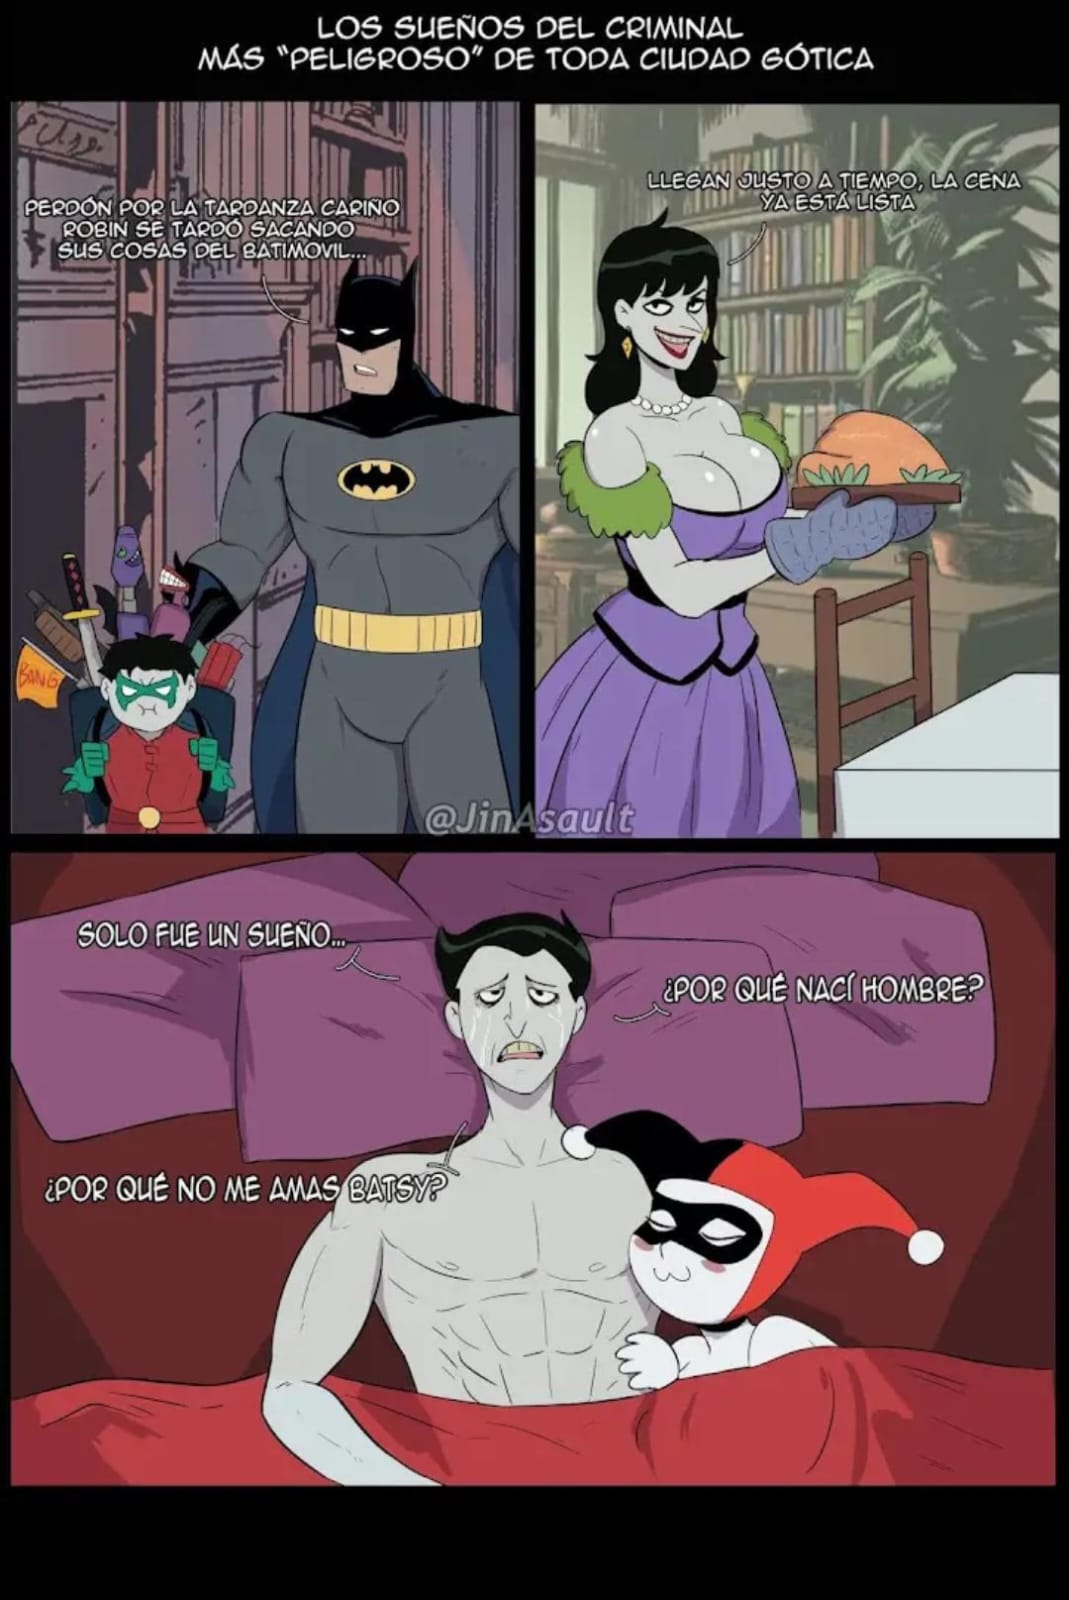 LOS SUEÑOS DEL CRIMINAL
MÁS "PELIGROSO" DE TODA CIUDAD GÓTICA
PERDÓN POR LA TARDANZA CARIÑO
ROBIN SE TARDÓ SACANDO
SUS COSAS DEL BATIMOVIL...
LLEGAN JUSTO A TIEMPO, LA CENA
YA ESTÁ LISTA
BANG
@JinAsault
SOLO FUE UN SUEÑO...
¿POR QUÉ NACÍ HOMBRE?
¿POR QUÉ NO ME AMAS BATSY?